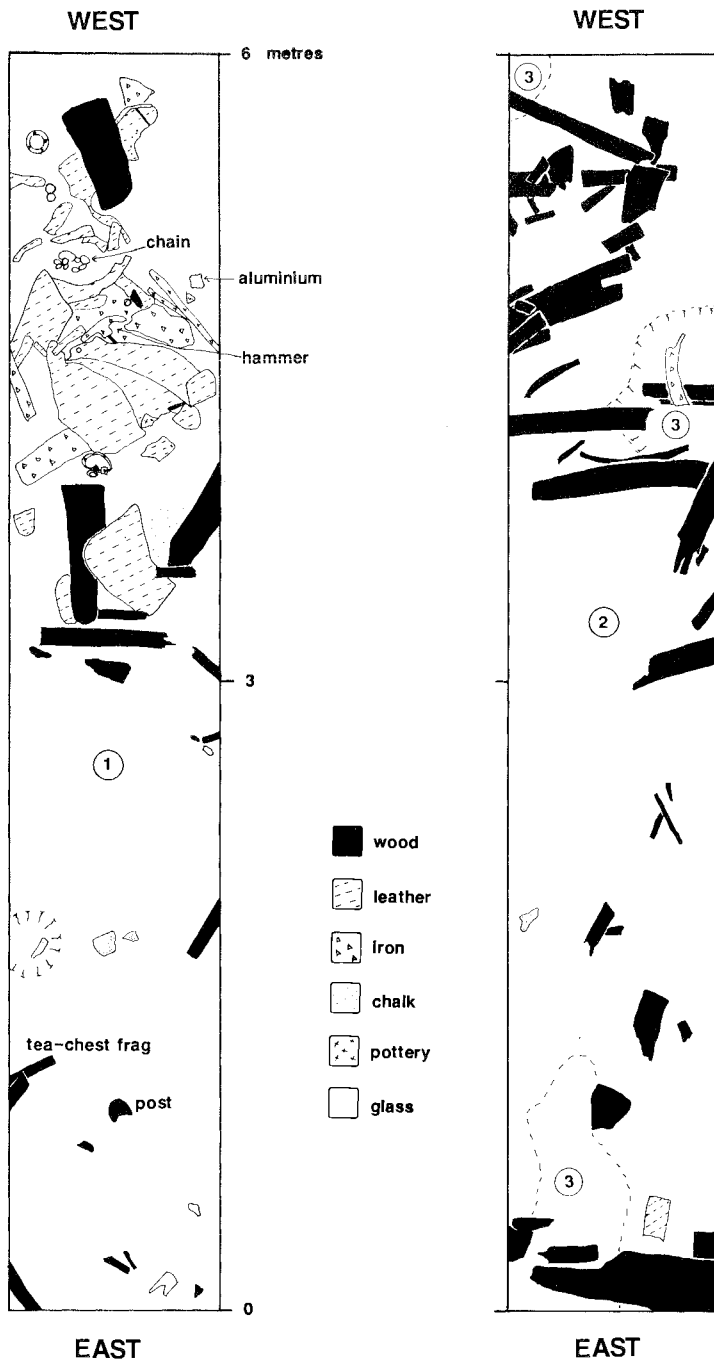 WEST
6 metres
chain
aluminium
hammer
3
1
tea-chest frag
post
0
EAST
wood
leather
iron
chalk
pottery
glass
WEST
3
3
2
3
EAST